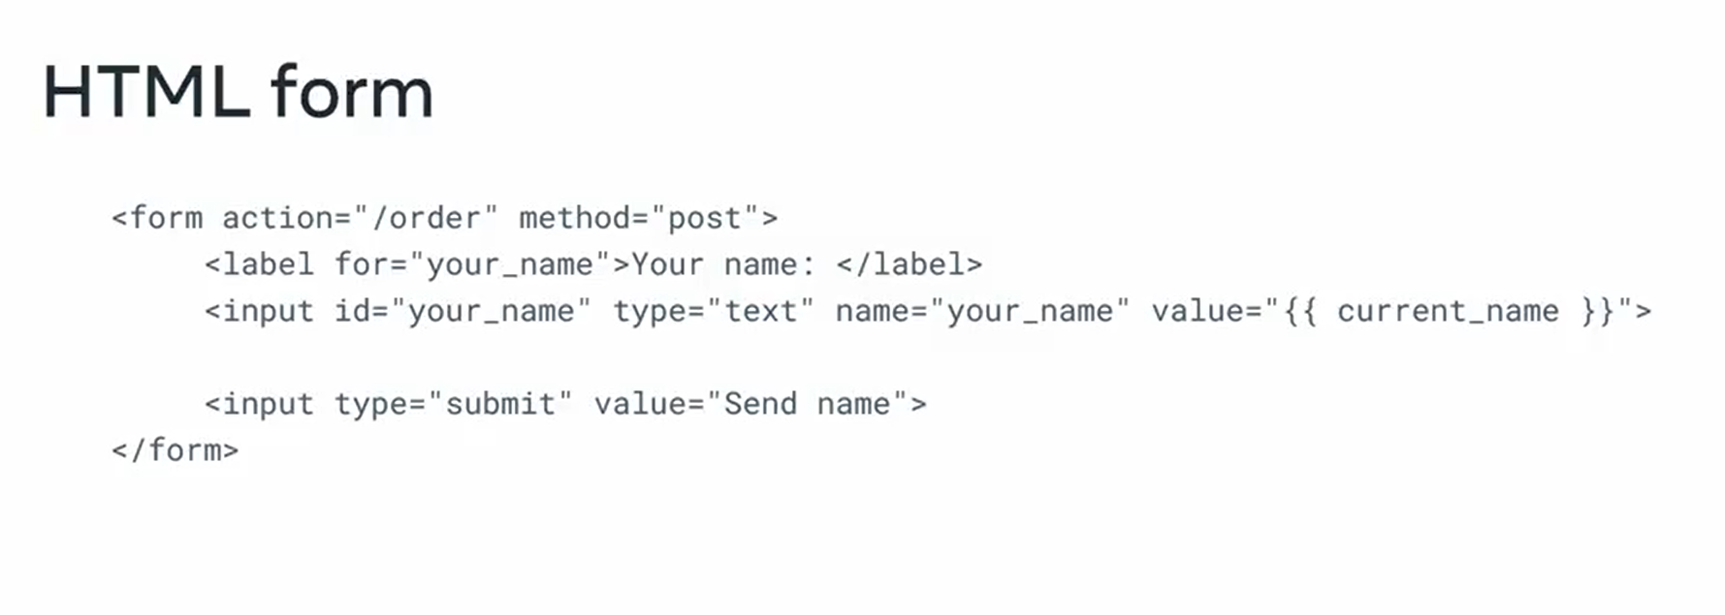 HTML form
<form action="/order" method="post">
<label for="your_name">Your name: </label>
<input id="your_name" type="text" name="your_name" value="{{ current_name }}">
<input type="submit" value="Send name">
</form>